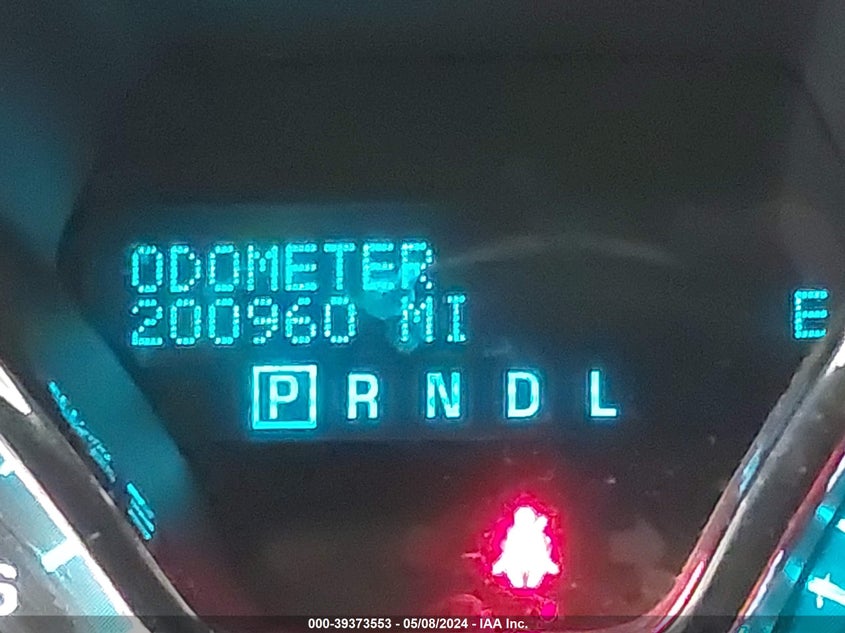 ODOMETER
200960 MI
E
P R N D L
000-39373553 - 05/08/2024 - IAA Inc.